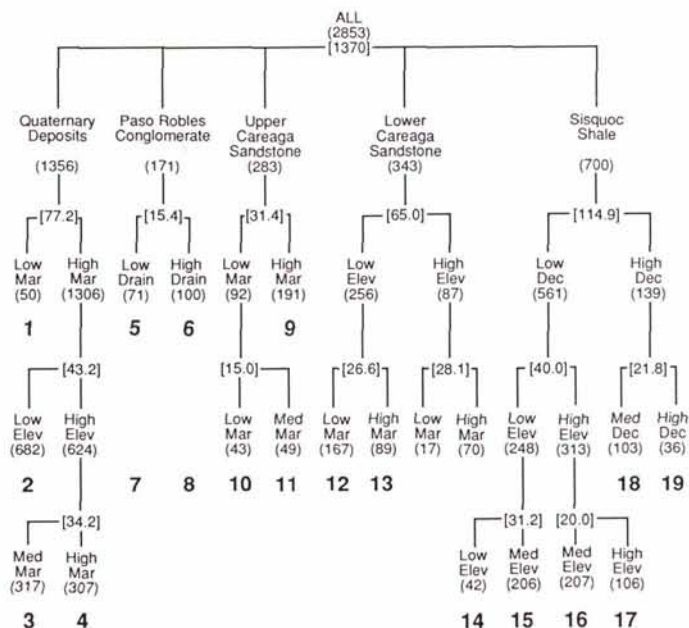 ALL
(2853)
[1370]
Quaternary Paso Robles Upper Lower Sisquoc
Deposits Conglomerate Careaga Careaga Shale
Sandstone Sandstone
(1356) (171) (283) (343) (700)
[77.2] [15.4] [31.4] [65.0] [114.9]
Low High Low High Low High Low High Low High
Mar Mar Drain Drain Mar Mar Elev Elev Dec Dec
(50) (1306) (71) (100) (92) (191) (256) (87) (561) (139)
1 5 6 9
[43.2] [15.0] [26.6] [28.1] [40.0] [21.8]
Low High Low Med Low High Low High Low High Med High
Elev Elev Mar Mar Mar Mar Mar Mar Elev Elev Dec Dec
(682) (624) (43) (49) (167) (89) (17) (70) (248) (313) (103) (36)
2 7 8 10 11 12 13 18 19
[34.2] [31.2] [20.0]
Med High Low Med Med High
Mar Mar Elev Elev Elev Elev
(317) (307) (42) (206) (207) (106)
3 4 14 15 16 17